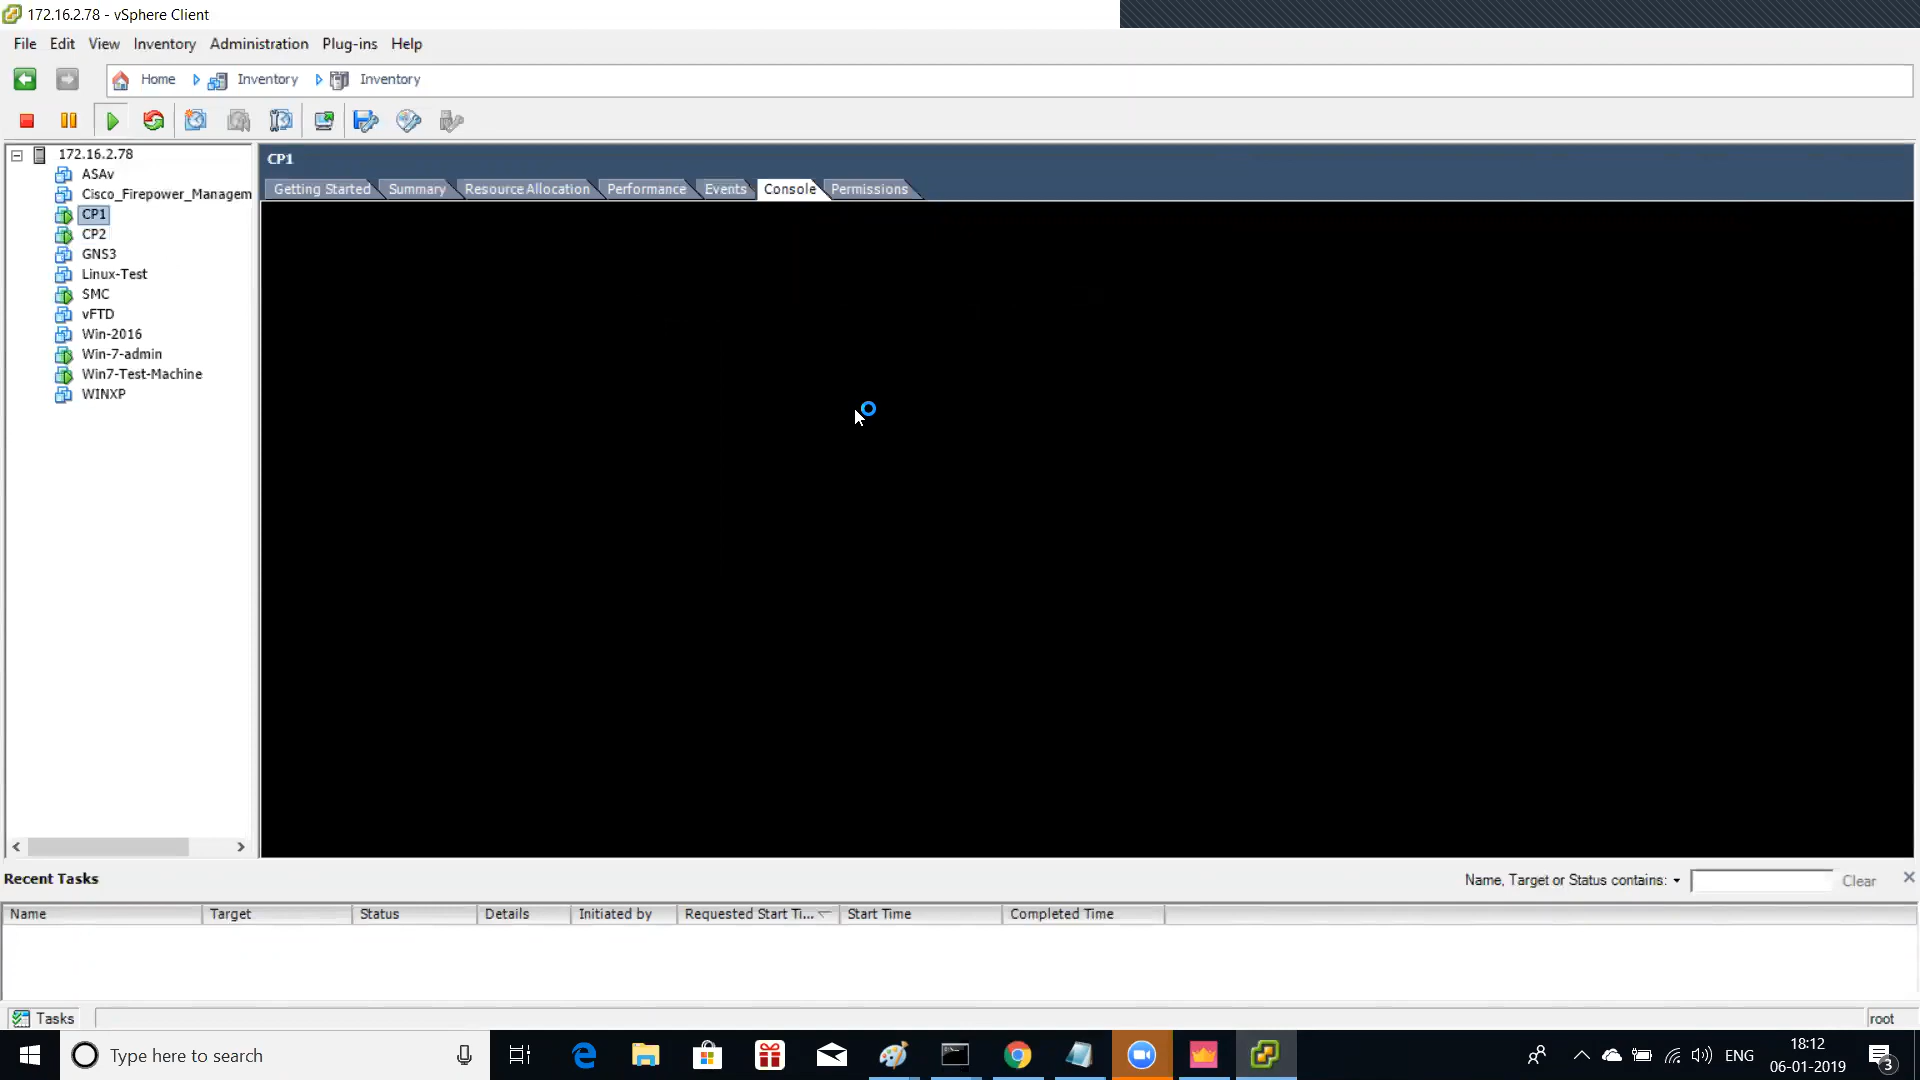 172.16.2.78 - vSphere Client
File Edit View Inventory Administration Plug-ins Help
Home Inventory Inventory
172.16.2.78
ASAv
Cisco_Firepower_Managem
CP1
CP2
GNS3
Linux-Test
SMC
vFTD
Win-2016
Win-7-admin
Win7-Test-Machine
WINXP
CP1
Getting Started Summary Resource Allocation Performance Events Console Permissions
Recent Tasks
Name, Target or Status contains: Clear
Name Target Status Details Initiated by Requested Start Ti... Start Time Completed Time
Tasks
root
Type here to search
ENG
18:12
06-01-2019
3